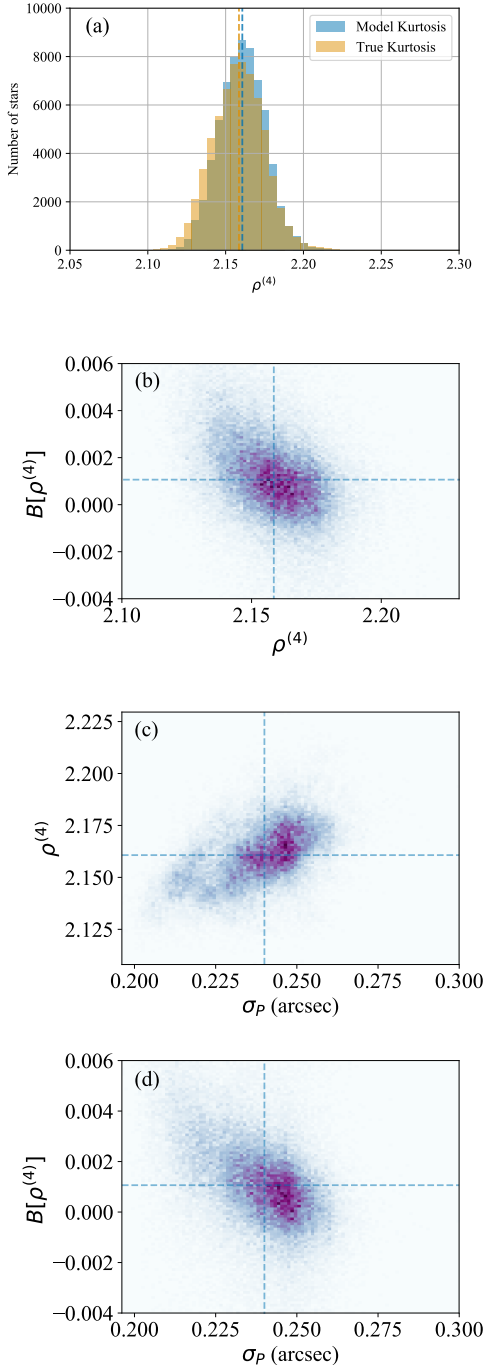 10000
(a)
Model Kurtosis
True Kurtosis
8000
6000
4000
2000
0
Number of stars
2.05 2.10 2.15 2.20 2.25 2.30
ρ(4)
0.006
(b)
0.004
0.002
0.000
−0.002
−0.004
B[ρ(4)]
2.10 2.15 2.20
ρ(4)
2.225
(c)
2.200
2.175
2.150
2.125
ρ(4)
0.200 0.225 0.250 0.275 0.300
σP (arcsec)
0.006
(d)
0.004
0.002
0.000
−0.002
−0.004
B[ρ(4)]
0.200 0.225 0.250 0.275 0.300
σP (arcsec)